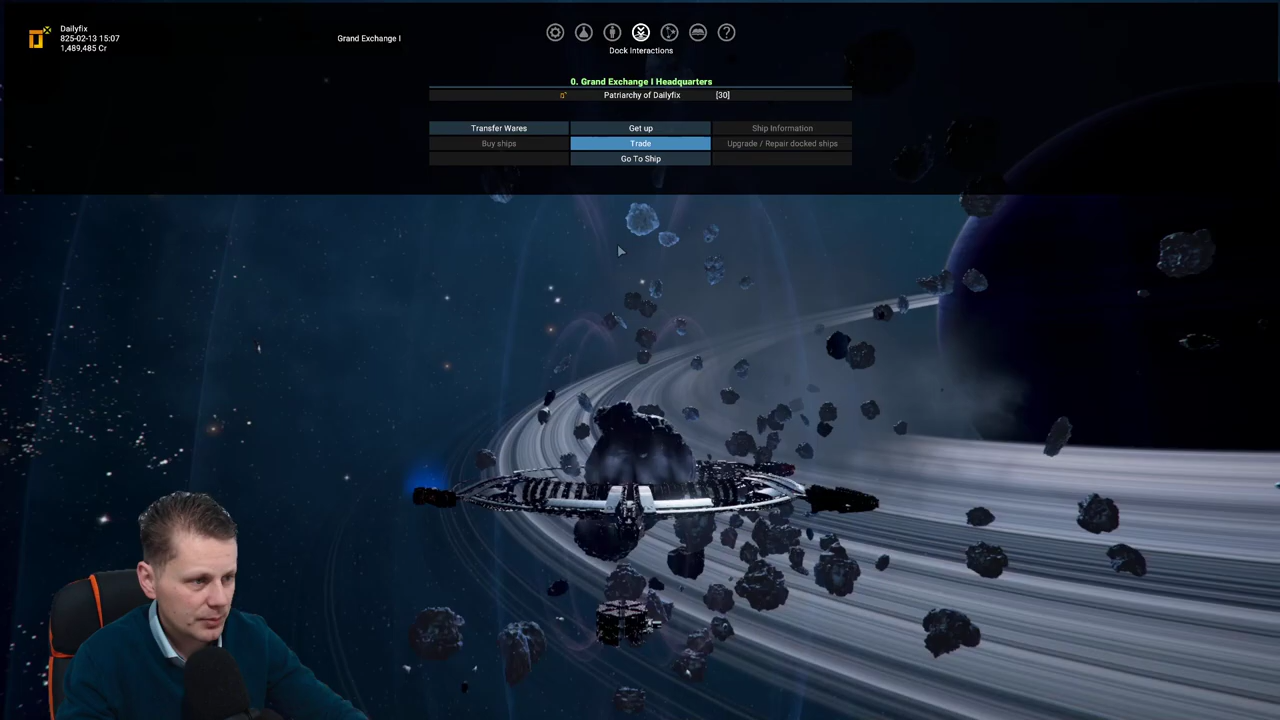 Dailyfix
825-02-13 15:07
1,489,485 Cr
Grand Exchange I
Dock Interactions
0. Grand Exchange I Headquarters
Patriarchy of Dailyfix [30]
Transfer Wares Get up Ship Information
Buy ships Trade Upgrade / Repair docked ships
Go To Ship